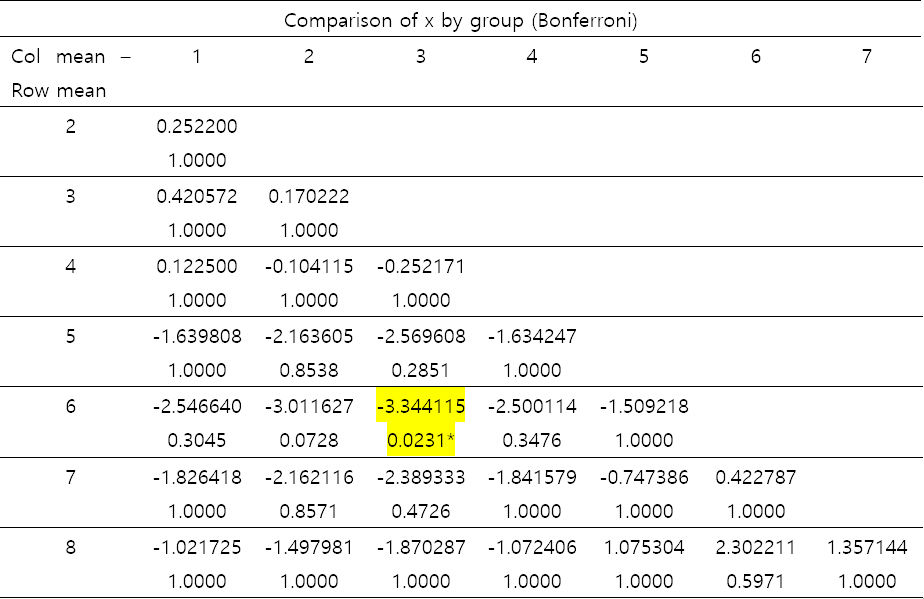 Comparison of x by group (Bonferroni)
Col mean – 1 2 3 4 5 6 7
Row mean
2 0.252200
1.0000
3 0.420572 0.170222
1.0000 1.0000
4 0.122500 -0.104115 -0.252171
1.0000 1.0000 1.0000
5 -1.639808 -2.163605 -2.569608 -1.634247
1.0000 0.8538 0.2851 1.0000
6 -2.546640 -3.011627 -3.344115 -2.500114 -1.509218
0.3045 0.0728 0.0231* 0.3476 1.0000
7 -1.826418 -2.162116 -2.389333 -1.841579 -0.747386 0.422787
1.0000 0.8571 0.4726 1.0000 1.0000 1.0000
8 -1.021725 -1.497981 -1.870287 -1.072406 1.075304 2.302211 1.357144
1.0000 1.0000 1.0000 1.0000 1.0000 0.5971 1.0000